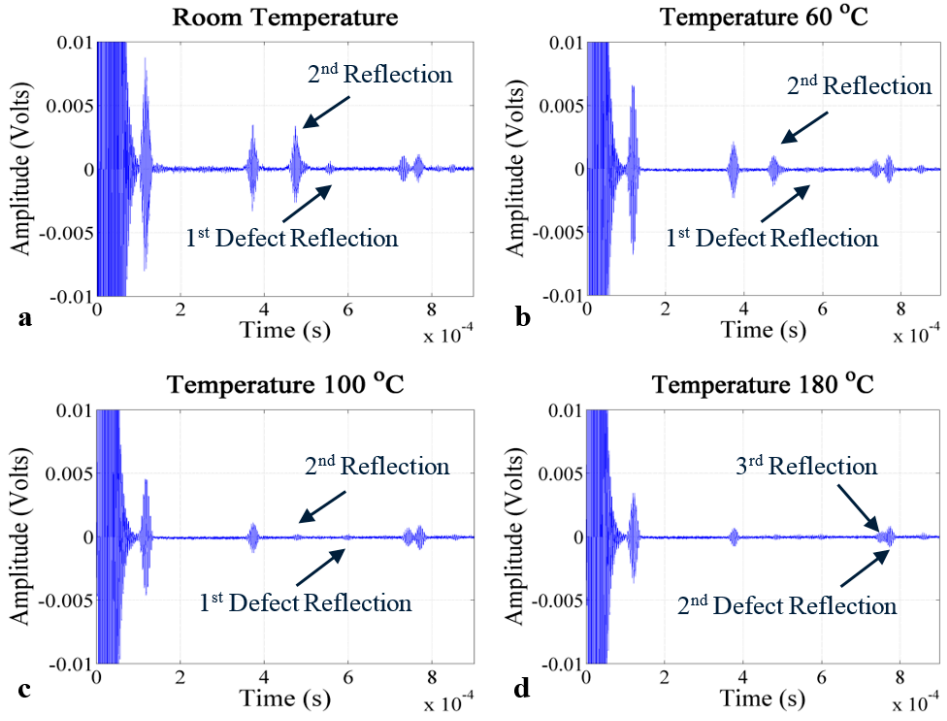 Room Temperature
0.01
0.005
0
-0.005
-0.01
Amplitude (Volts)
2nd Reflection
1st Defect Reflection
0 2 4 6 8
Time (s)
x 10-4
a
Temperature 60 oC
0.01
0.005
0
-0.005
-0.01
Amplitude (Volts)
2nd Reflection
1st Defect Reflection
0 2 4 6 8
Time (s)
x 10-4
b
Temperature 100 oC
0.01
0.005
0
-0.005
-0.01
Amplitude (Volts)
2nd Reflection
1st Defect Reflection
0 2 4 6 8
Time (s)
x 10-4
c
Temperature 180 oC
0.01
0.005
0
-0.005
-0.01
Amplitude (Volts)
3rd Reflection
2nd Defect Reflection
0 2 4 6 8
Time (s)
x 10-4
d